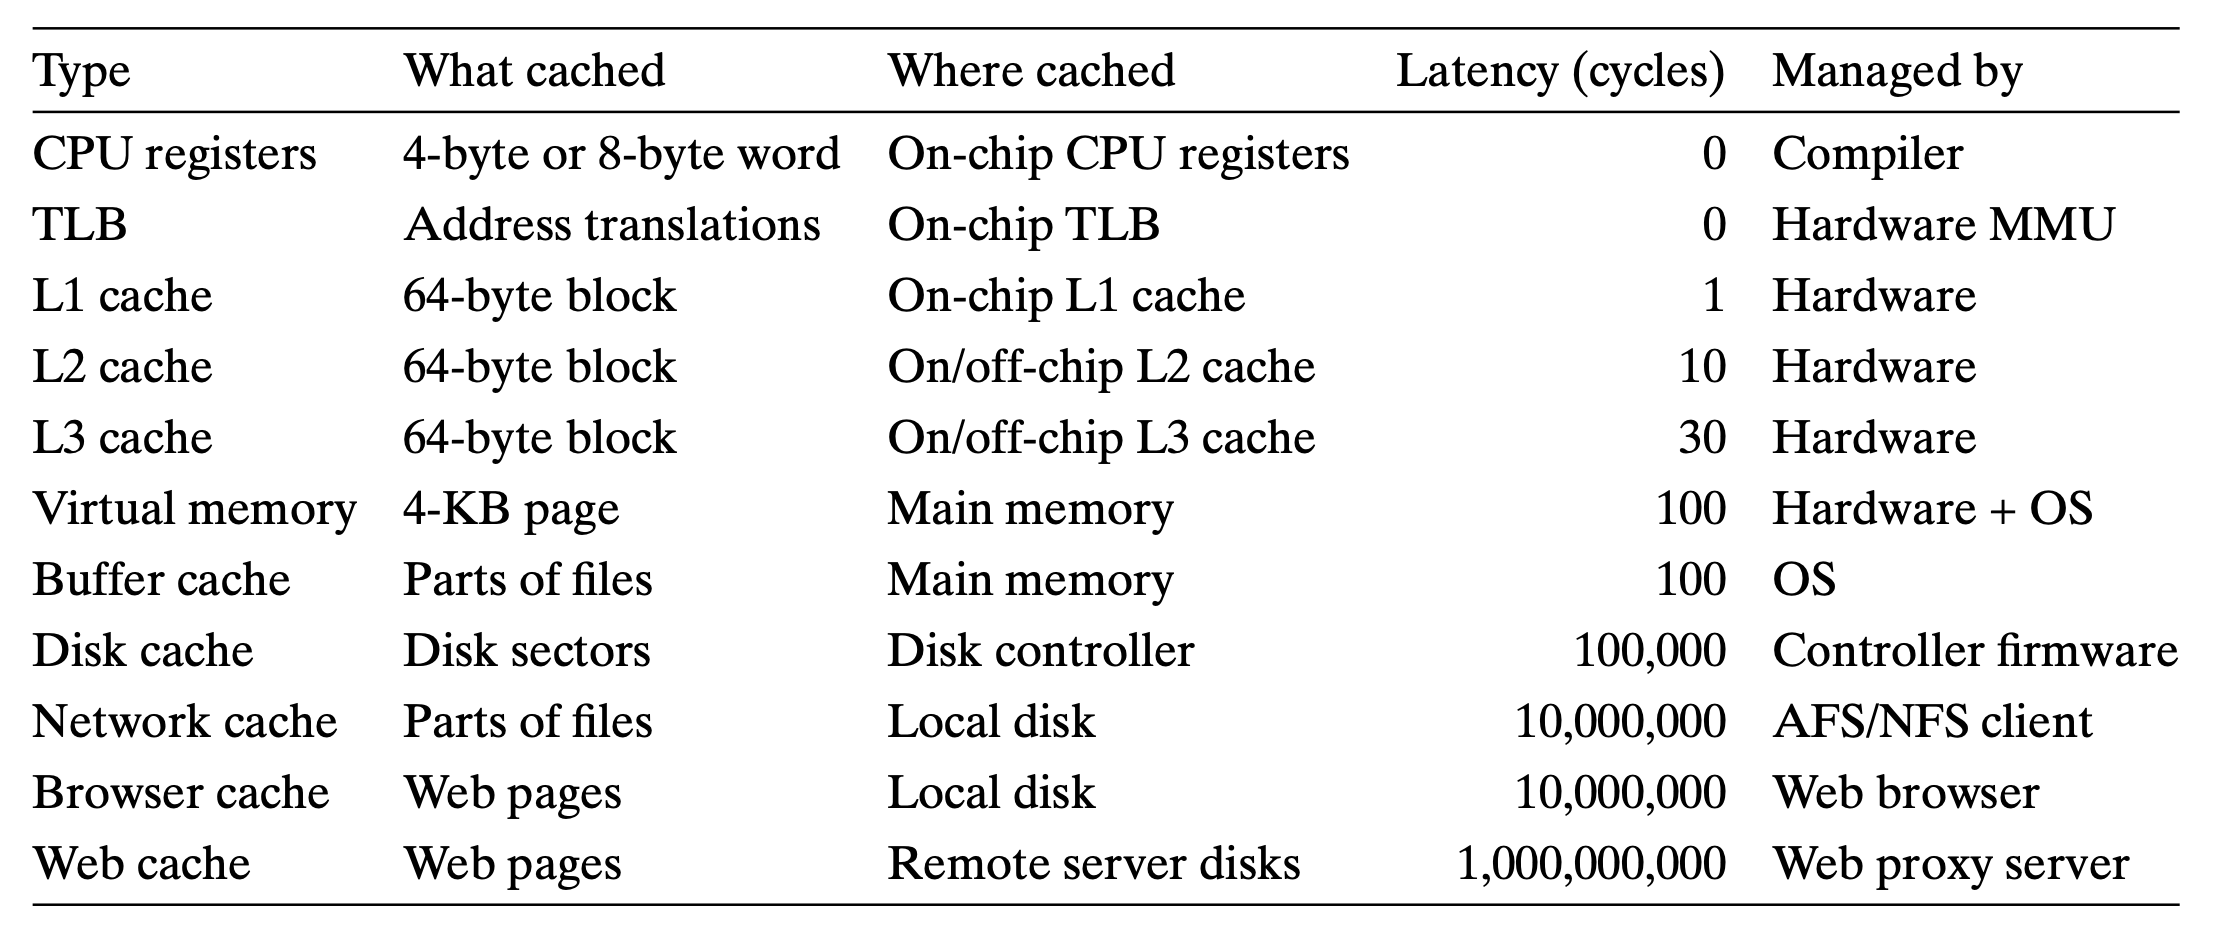 Type What cached Where cached Latency (cycles) Managed by
CPU registers 4-byte or 8-byte word On-chip CPU registers 0 Compiler
TLB Address translations On-chip TLB 0 Hardware MMU
L1 cache 64-byte block On-chip L1 cache 1 Hardware
L2 cache 64-byte block On/off-chip L2 cache 10 Hardware
L3 cache 64-byte block On/off-chip L3 cache 30 Hardware
Virtual memory 4-KB page Main memory 100 Hardware + OS
Buffer cache Parts of files Main memory 100 OS
Disk cache Disk sectors Disk controller 100,000 Controller firmware
Network cache Parts of files Local disk 10,000,000 AFS/NFS client
Browser cache Web pages Local disk 10,000,000 Web browser
Web cache Web pages Remote server disks 1,000,000,000 Web proxy server